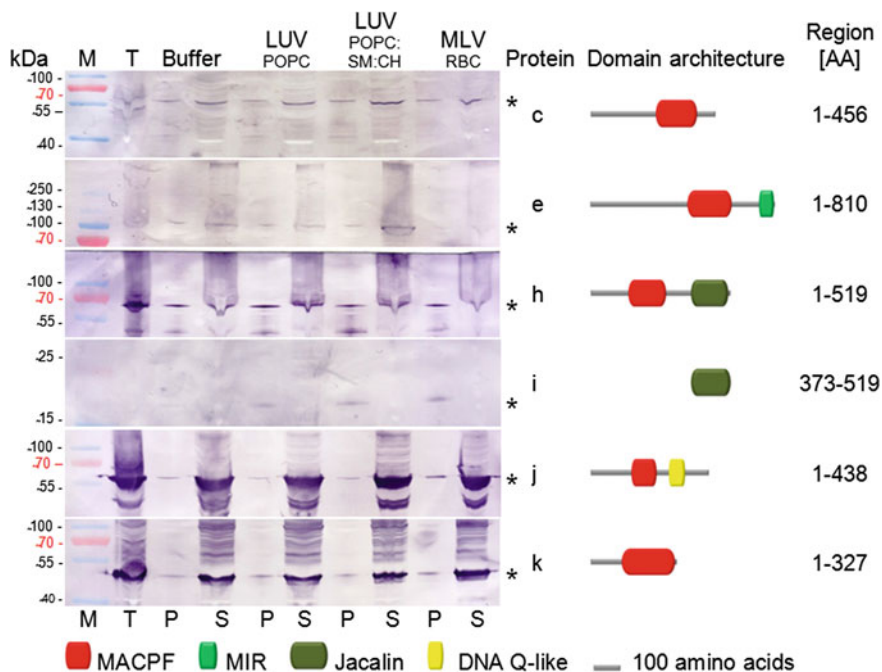 kDa M T Buffer LUV POPC LUV POPC: SM:CH MLV RBC Protein Domain architecture Region [AA]
-100 -
-70 -
-55 -
-40 -
* c 1-456
-250 -
-130 -
-100 -
-70 -
* e 1-810
-100 -
-70 -
-55 -
* h 1-519
-25 -
-15 -
* i 373-519
-100 -
-70 -
-55 -
* j 1-438
-100 -
-70 -
-55 -
-40 -
* k 1-327
M T P S P S P S P S
MACPF MIR Jacalin DNA Q-like 100 amino acids